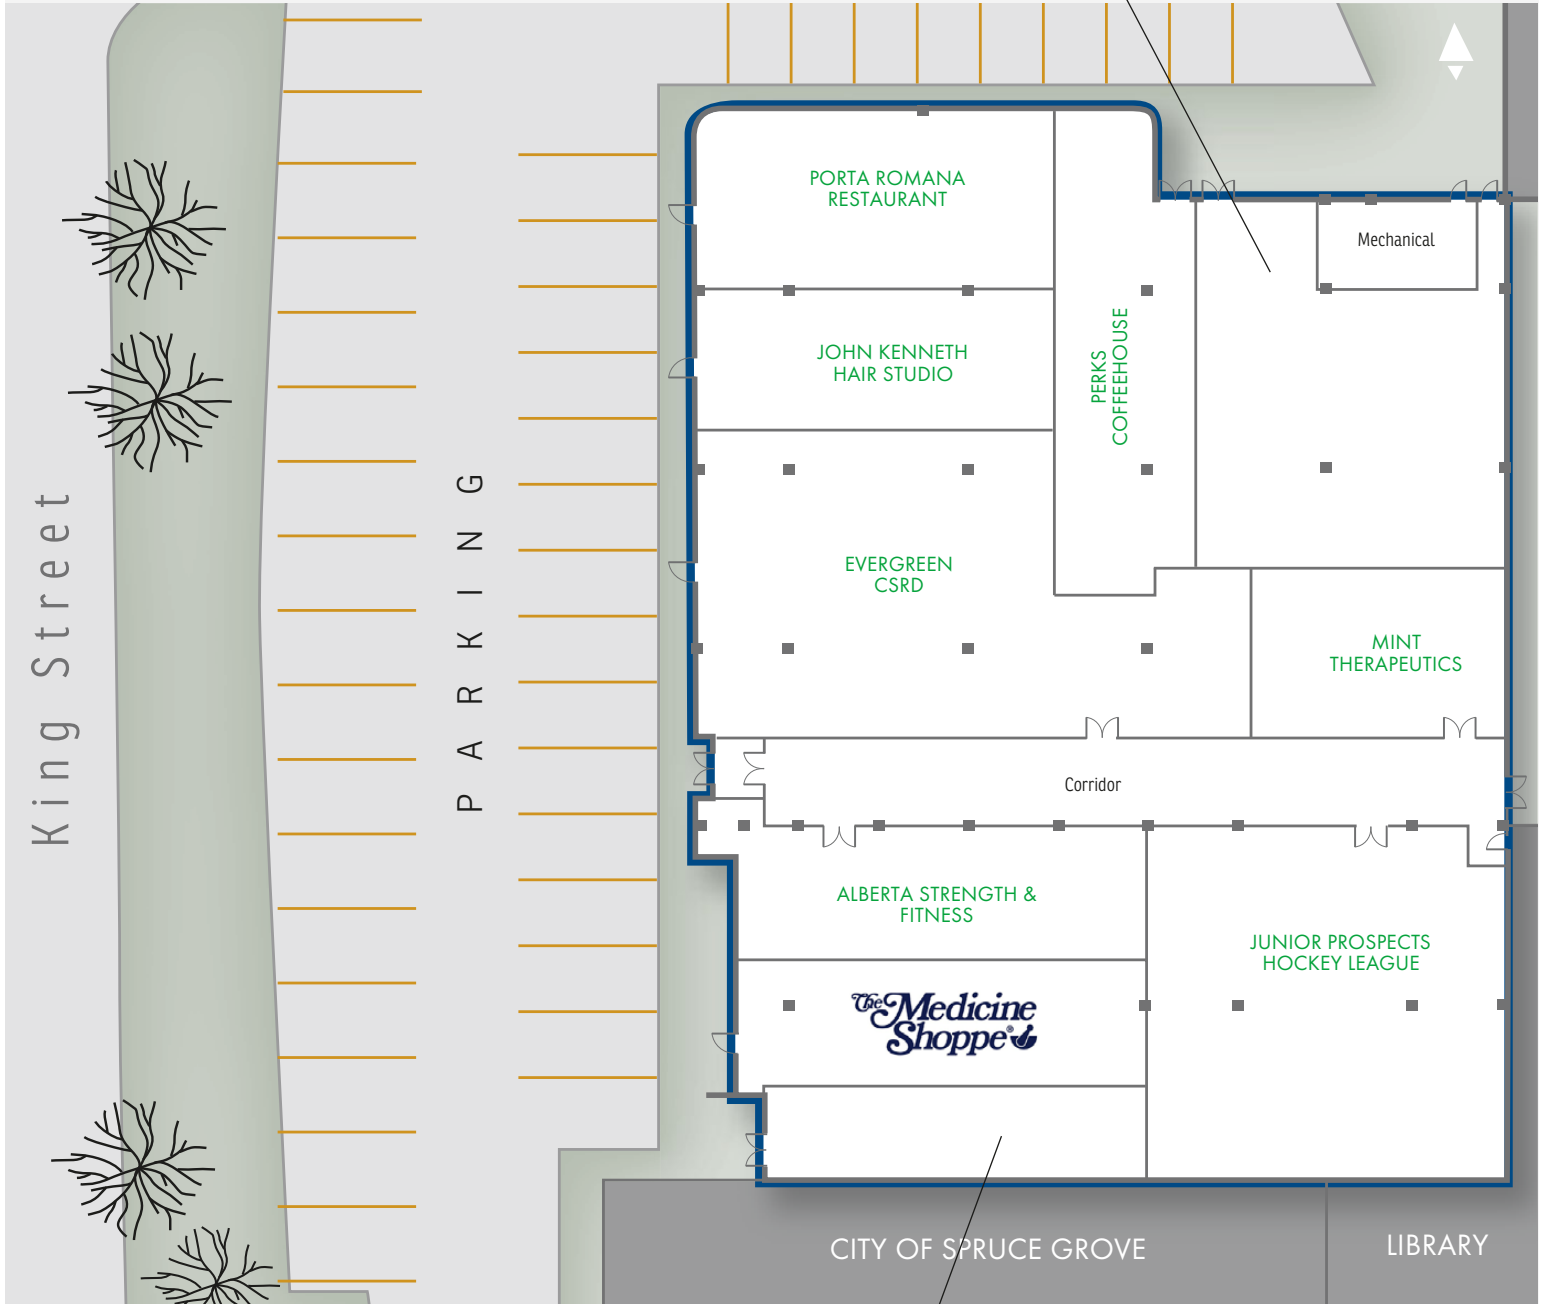 PORTA ROMANA
RESTAURANT
Mechanical
JOHN KENNETH
HAIR STUDIO
PERKS
COFFEEHOUSE
King Street
PARKING
EVERGREEN
CSRD
MINT
THERAPEUTICS
Corridor
ALBERTA STRENGTH &
FITNESS
JUNIOR PROSPECTS
HOCKEY LEAGUE
The Medicine
Shoppe®
CITY OF SPRUCE GROVE
LIBRARY